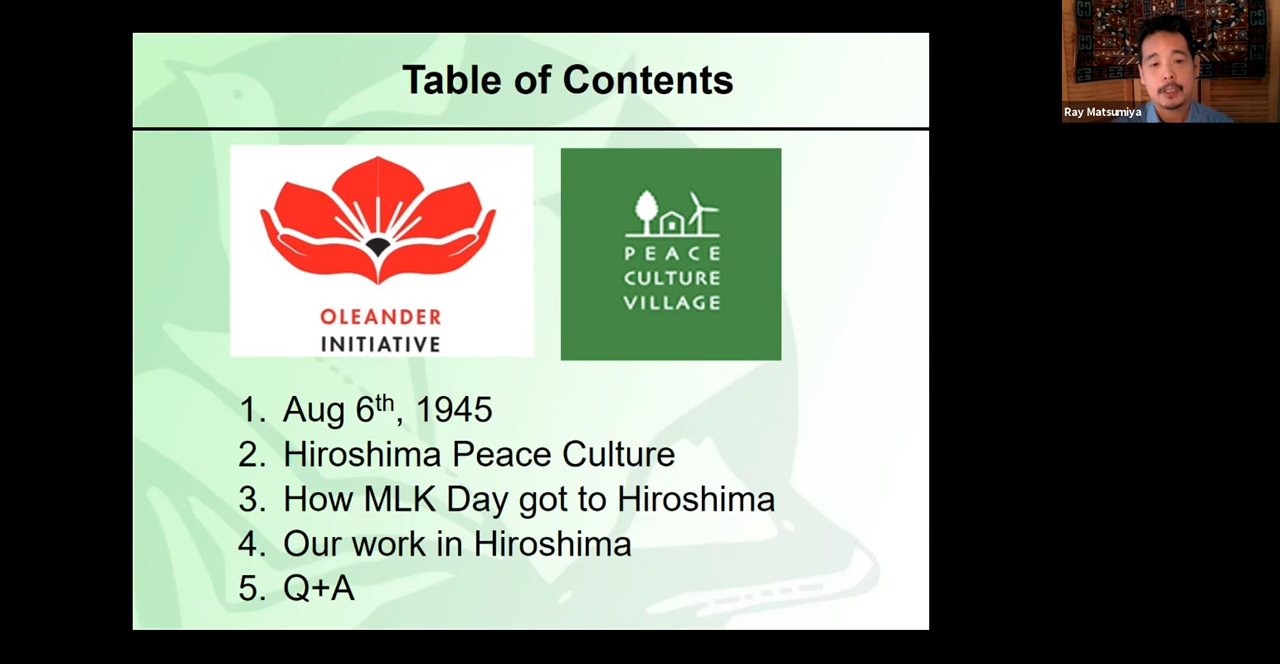 Table of Contents
OLEANDER
INITIATIVE
PEACE
CULTURE
VILLAGE
1. Aug 6th, 1945
2. Hiroshima Peace Culture
3. How MLK Day got to Hiroshima
4. Our work in Hiroshima
5. Q+A
Ray Matsumiya